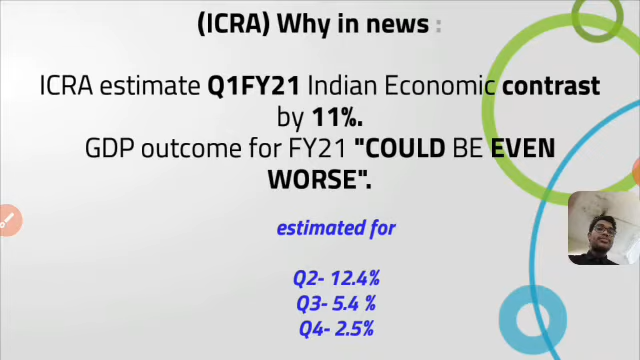 (ICRA) Why in news :
ICRA estimate Q1FY21 Indian Economic contrast
by 11%.
GDP outcome for FY21 "COULD BE EVEN
WORSE".
estimated for
Q2- 12.4%
Q3- 5.4 %
Q4- 2.5%